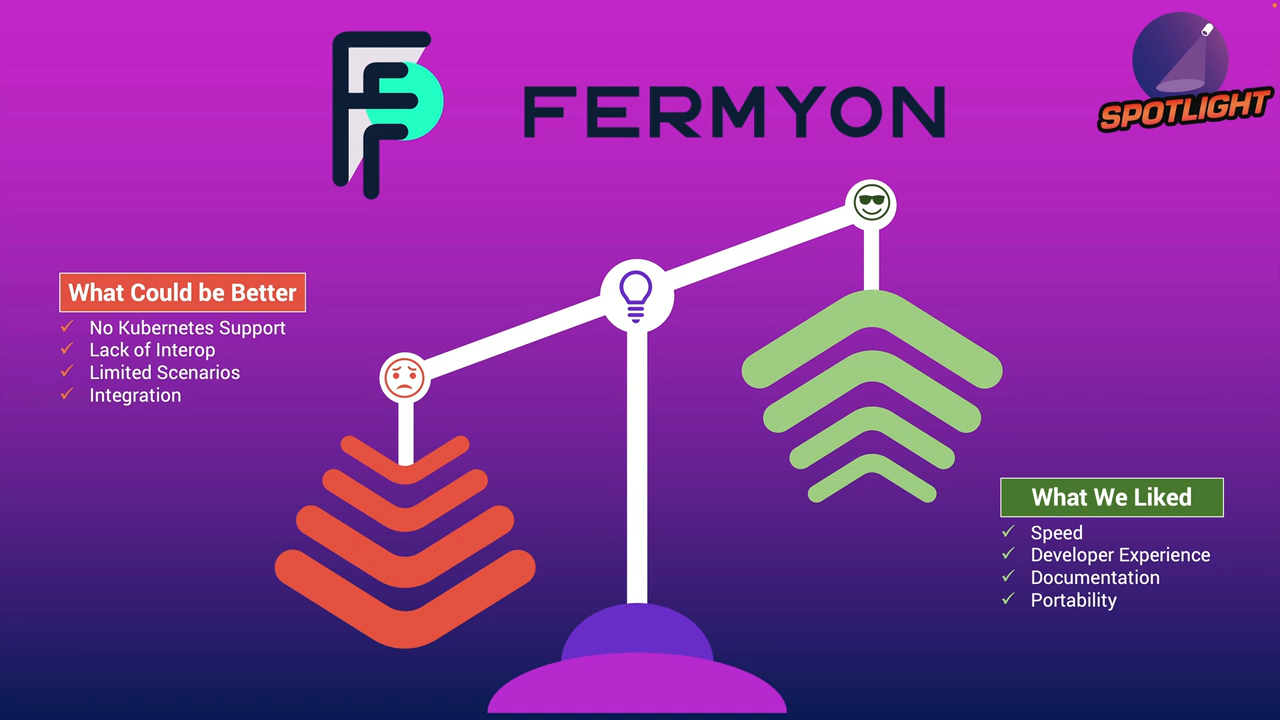 FERMYON
SPOTLIGHT
What Could be Better
No Kubernetes Support
Lack of Interop
Limited Scenarios
Integration
What We Liked
Speed
Developer Experience
Documentation
Portability